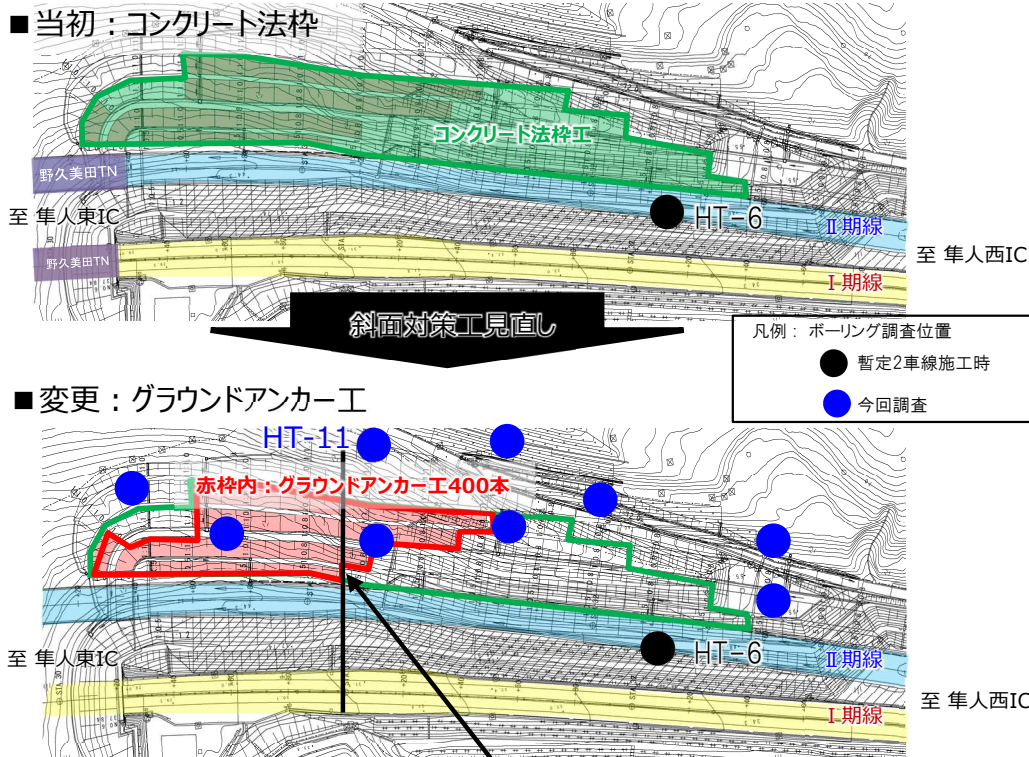 ■当初：コンクリート法枠
コンクリート法枠工
野久美田TN
至 隼人東IC
HT-6
Ⅱ期線
至 隼人西IC
野久美田TN
Ⅰ期線
斜面対策工見直し
凡例： ボーリング調査位置
暫定2車線施工時
今回調査
■変更：グラウンドアンカー工
HT-11
赤枠内：グラウンドアンカー工400本
至 隼人東IC
HT-6
Ⅱ期線
至 隼人西IC
Ⅰ期線